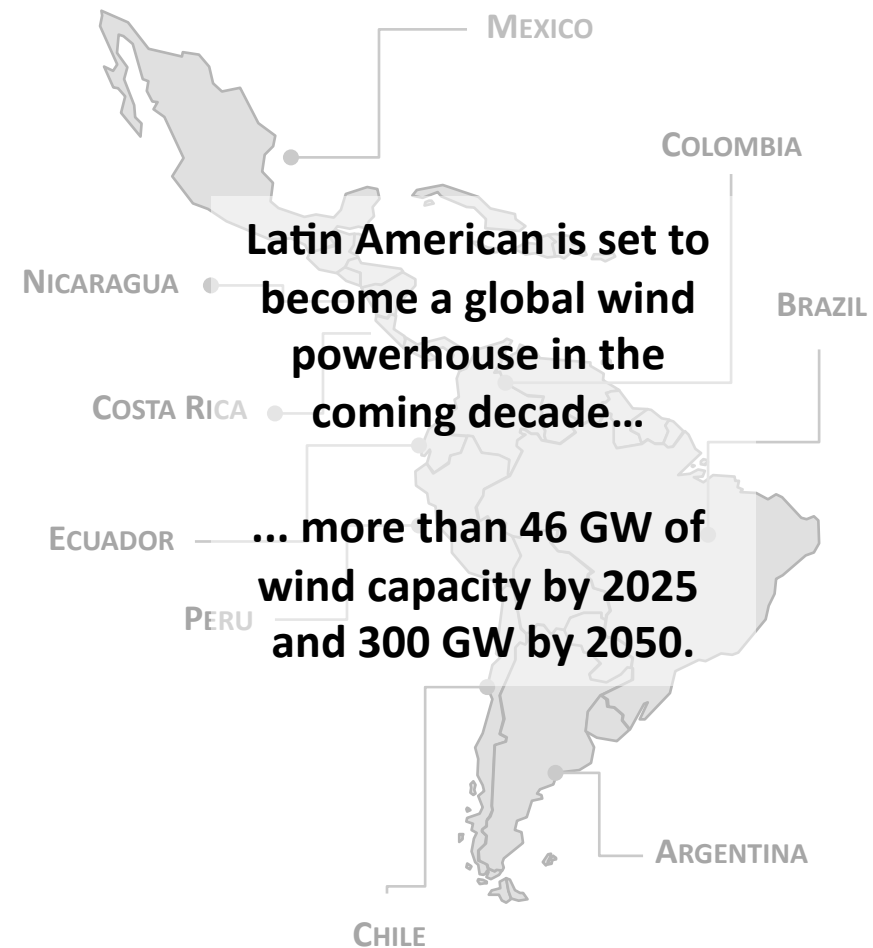 MEXICO
COLOMBIA
Latin American is set to
NICARAGUA
become a global wind
BRAZIL
powerhouse in the
COSTA RICA
coming decade...
ECUADOR
... more than 46 GW of
wind capacity by 2025
PERU
and 300 GW by 2050.
ARGENTINA
CHILE